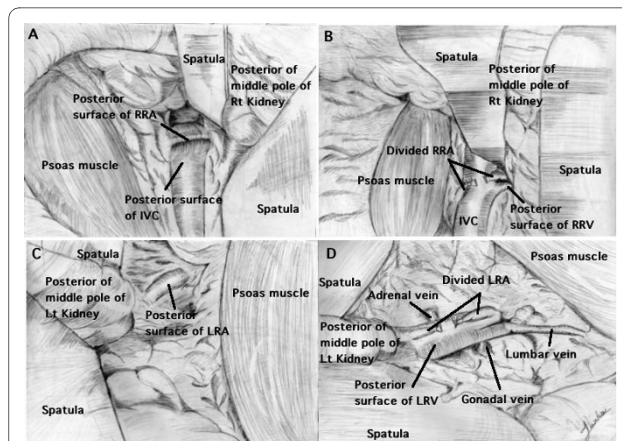 A
Spatula
Posterior of
middle pole of
Rt Kidney
Posterior
surface of RRA
Psoas muscle
Posterior surface
of IVC
Spatula
B
Posterior of
middle pole of
Rt Kidney
Divided RRA
Psoas muscle
Spatula
IVC
Posterior
surface of RRV
C
Spatula
Posterior of
middle pole of
Lt Kidney
Psoas muscle
Posterior
surface of LRA
Spatula
D
Psoas muscle
Spatula
Divided LRA
Adrenal vein
Posterior of
middle pole of
Lt Kidney
Lumbar vein
Posterior
surface of LRV
Gonadal vein
Spatula